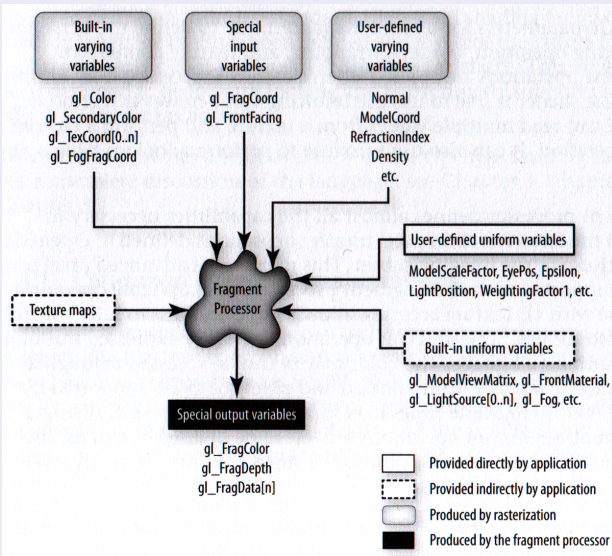 Built-in
varying
variables
Special
input
variables
User-defined
varying
variables
gl_Color
gl_SecondaryColor
gl_TexCoord[0..n]
gl_FogFragCoord
gl_FragCoord
gl_FrontFacing
Normal
ModelCoord
RefractionIndex
Density
etc.
User-defined uniform variables
ModelScaleFactor, EyePos, Epsilon,
LightPosition, WeightingFactor1, etc.
Fragment
Processor
Texture maps
Built-in uniform variables
gl_ModelViewMatrix, gl_FrontMaterial,
gl_LightSource[0..n], gl_Fog, etc.
Special output variables
gl_FragColor
gl_FragDepth
gl_FragData[n]
Provided directly by application
Provided indirectly by application
Produced by rasterization
Produced by the fragment processor